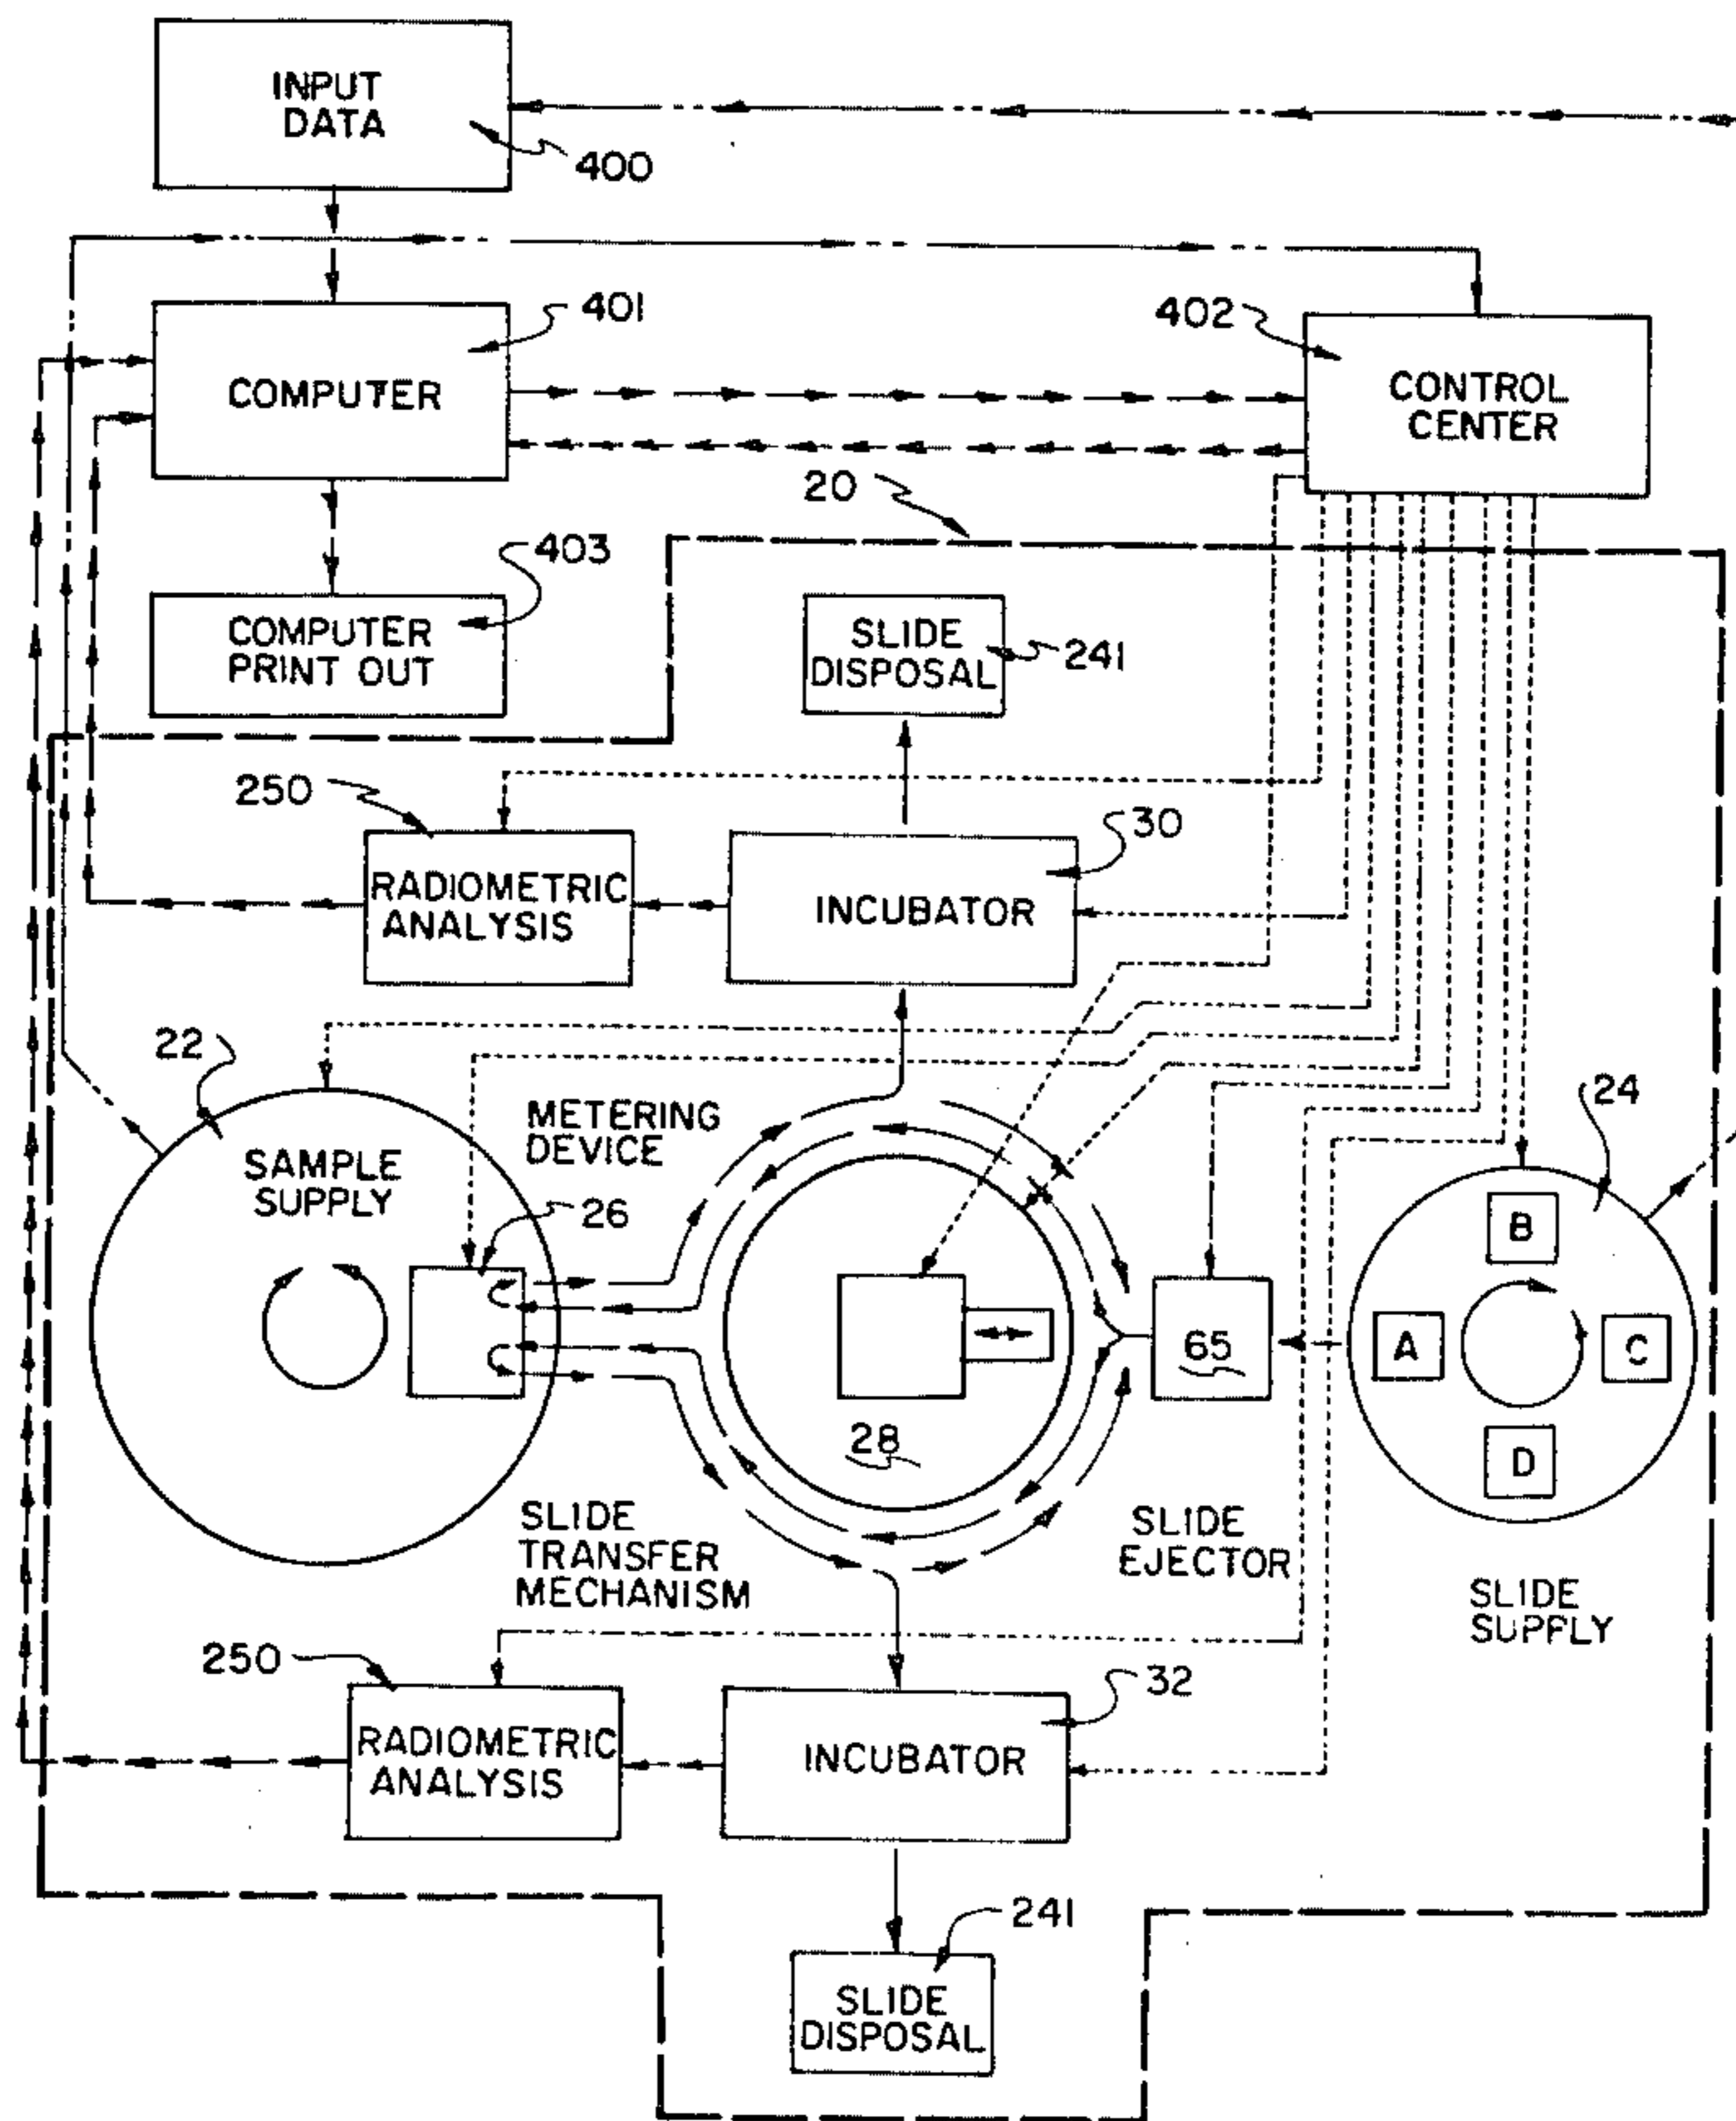 INPUT
DATA
400
401
402
COMPUTER
CONTROL
CENTER
20
403
COMPUTER
PRINT OUT
SLIDE
DISPOSAL
241
250
30
RADIOMETRIC
ANALYSIS
INCUBATOR
22
24
METERING
DEVICE
SAMPLE
SUPPLY
26
B
A
C
D
65
28
SLIDE
TRANSFER
MECHANISM
SLIDE
EJECTOR
SLIDE
SUPPLY
250
32
RADIOMETRIC
ANALYSIS
INCUBATOR
241
SLIDE
DISPOSAL